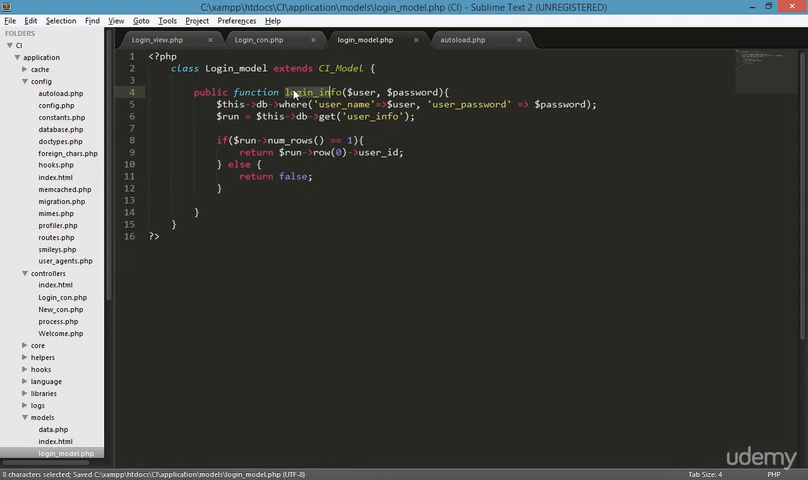 C:\xampp\htdocs\CI\application\models\login_model.php (CI) - Sublime Text 2 (UNREGISTERED)
File Edit Selection Find View Goto Tools Project Preferences Help
FOLDERS
CI
application
cache
config
autoload.php
config.php
constants.php
database.php
doctypes.php
foreign_chars.php
hooks.php
index.html
memcached.php
migration.php
mimes.php
profiler.php
routes.php
smileys.php
user_agents.php
controllers
index.html
Login_con.php
New_con.php
process.php
Welcome.php
core
helpers
hooks
language
libraries
logs
models
data.php
index.html
login_model.php
Login_view.php × Login_con.php × login_model.php × autoload.php ×
1 <?php
2 class Login_model extends CI_Model {
3
4 public function login_info($user, $password){
5 $this->db->where('user_name'=>$user, 'user_password' => $password);
6 $run = $this->db->get('user_info');
7
8 if($run->num_rows() == 1){
9 return $run->row(0)->user_id;
10 } else {
11 return false;
12 }
13
14 }
15 }
16 ?>
udemy
8 characters selected; Saved C:\xampp\htdocs\CI\application\models\login_model.php (UTF-8) Tab Size: 4 PHP